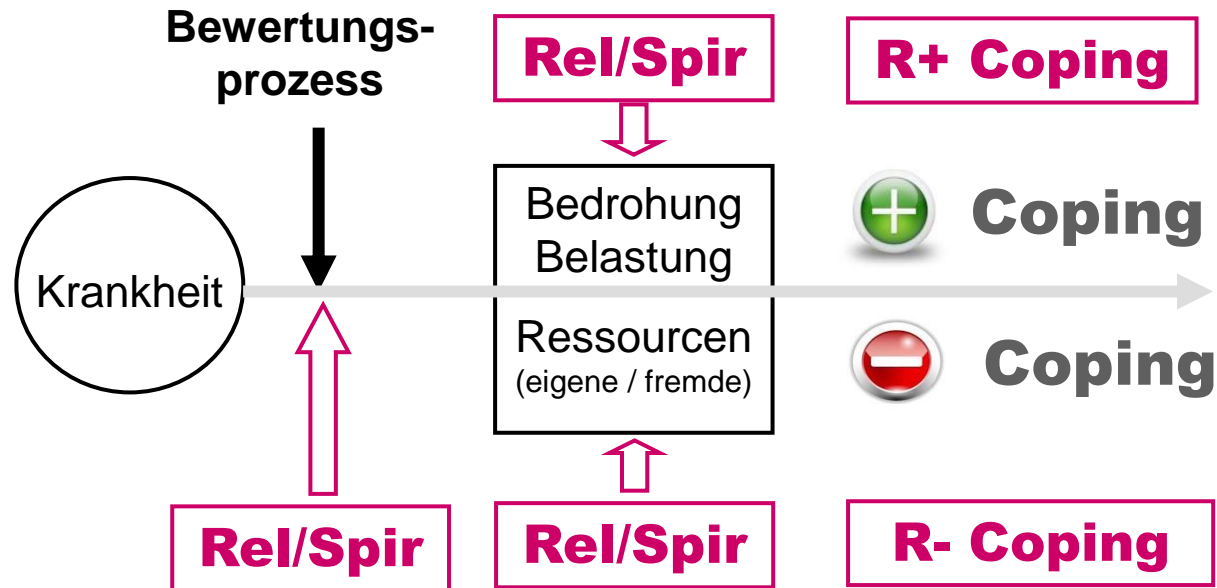 Bewertungs-
prozess
Rel/Spir
R+ Coping
Krankheit
Bedrohung
Belastung
Ressourcen
(eigene / fremde)
+ Coping
− Coping
Rel/Spir
Rel/Spir
R- Coping